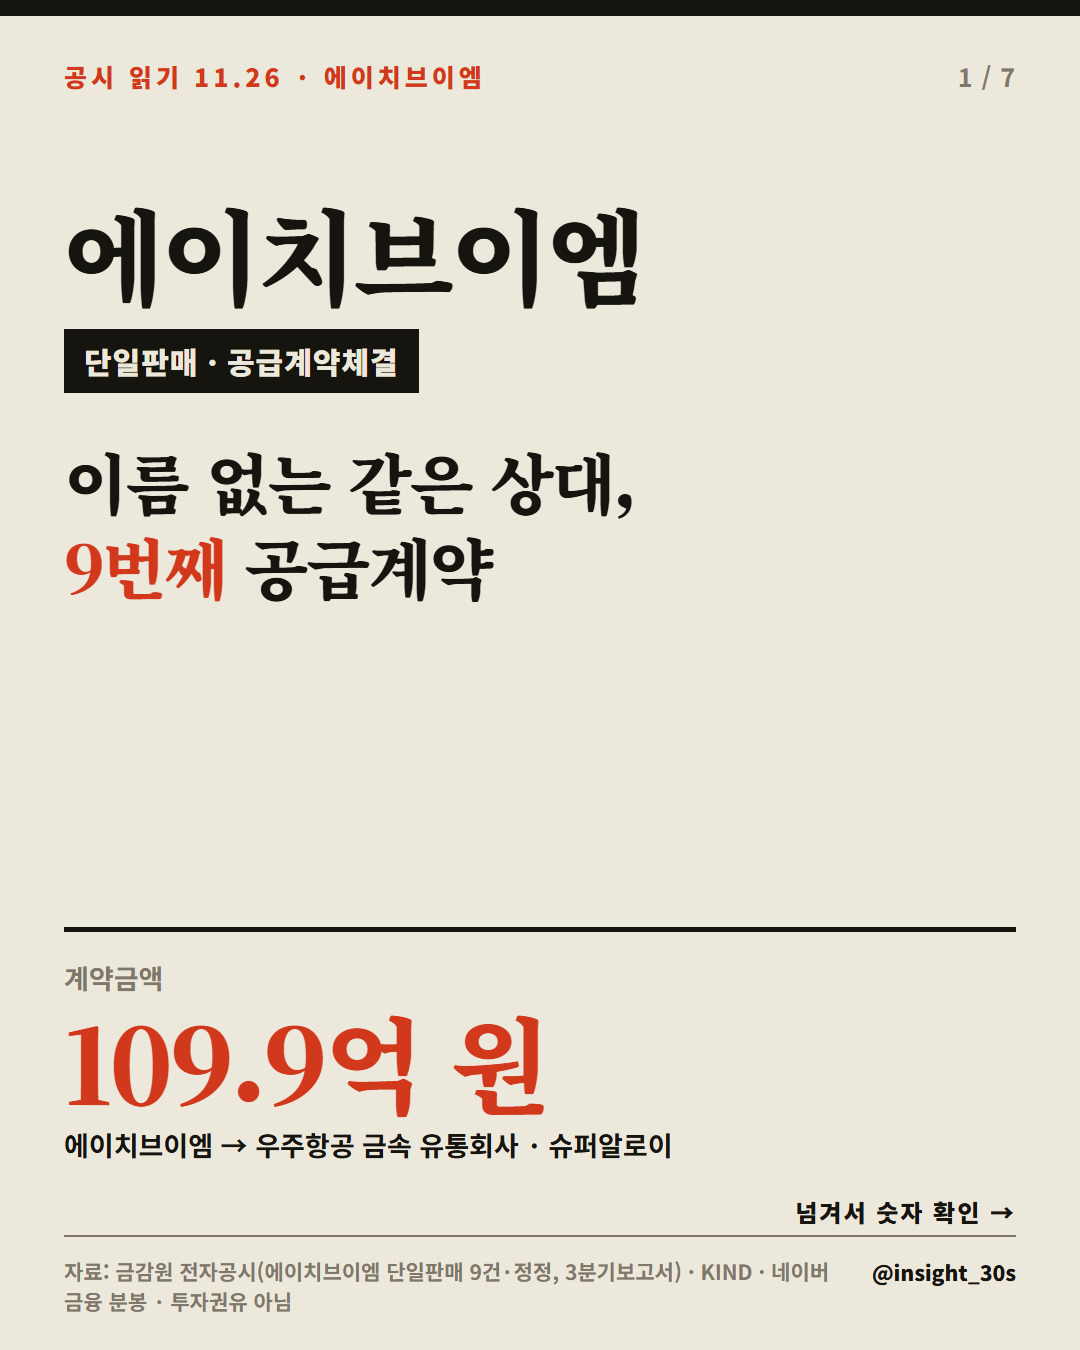 공시 읽기 11.26 · 에이치브이엠
1 / 7
에이치브이엠
단일판매 · 공급계약체결
이름 없는 같은 상대,
9번째 공급계약
계약금액
109.9억 원
에이치브이엠 → 우주항공 금속 유통회사 · 슈퍼알로이
넘겨서 숫자 확인 →
자료: 금감원 전자공시(에이치브이엠 단일판매 9건·정정, 3분기보고서) · KIND · 네이버
금융 분봉 · 투자권유 아님
@insight_30s